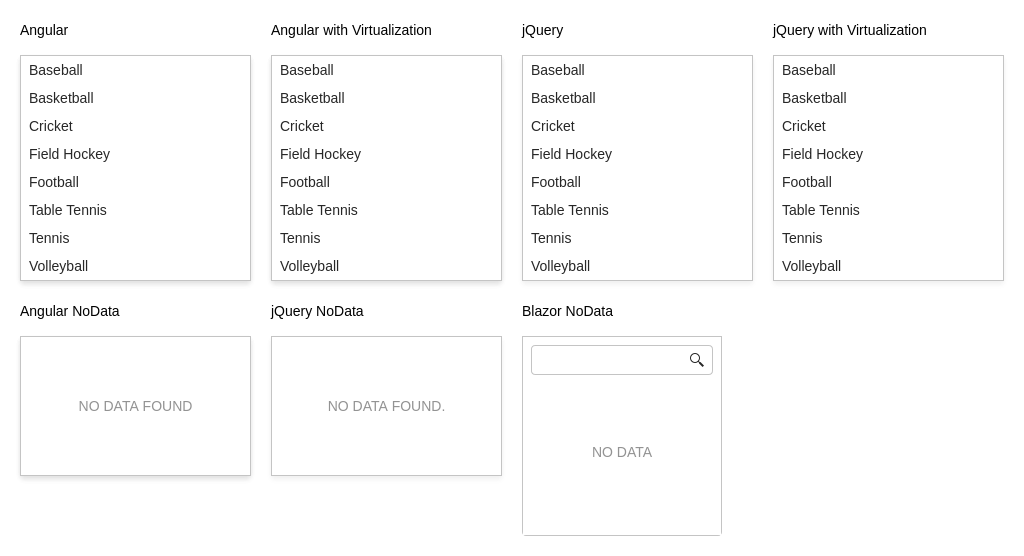 Angular
Baseball
Basketball
Cricket
Field Hockey
Football
Table Tennis
Tennis
Volleyball
Angular with Virtualization
Baseball
Basketball
Cricket
Field Hockey
Football
Table Tennis
Tennis
Volleyball
jQuery
Baseball
Basketball
Cricket
Field Hockey
Football
Table Tennis
Tennis
Volleyball
jQuery with Virtualization
Baseball
Basketball
Cricket
Field Hockey
Football
Table Tennis
Tennis
Volleyball
Angular NoData
NO DATA FOUND
jQuery NoData
NO DATA FOUND.
Blazor NoData
NO DATA